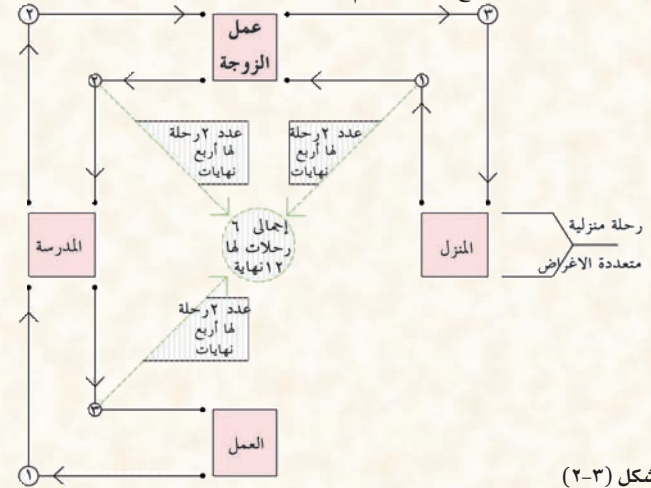 ٣
٢
عمل
الزوجة
٢
١
عدد ٢رحلة
لها أربع
نهايات
عدد ٢رحلة
لها أربع
نهايات
رحلة منزلية
متعددة الاغراض
المنزل
إجمالى ٦
رحلات لها
١٢نهاية
المدرسة
عدد ٢رحلة
لها أربع
نهايات
٣
العمل
١
شكل (٣-٢)